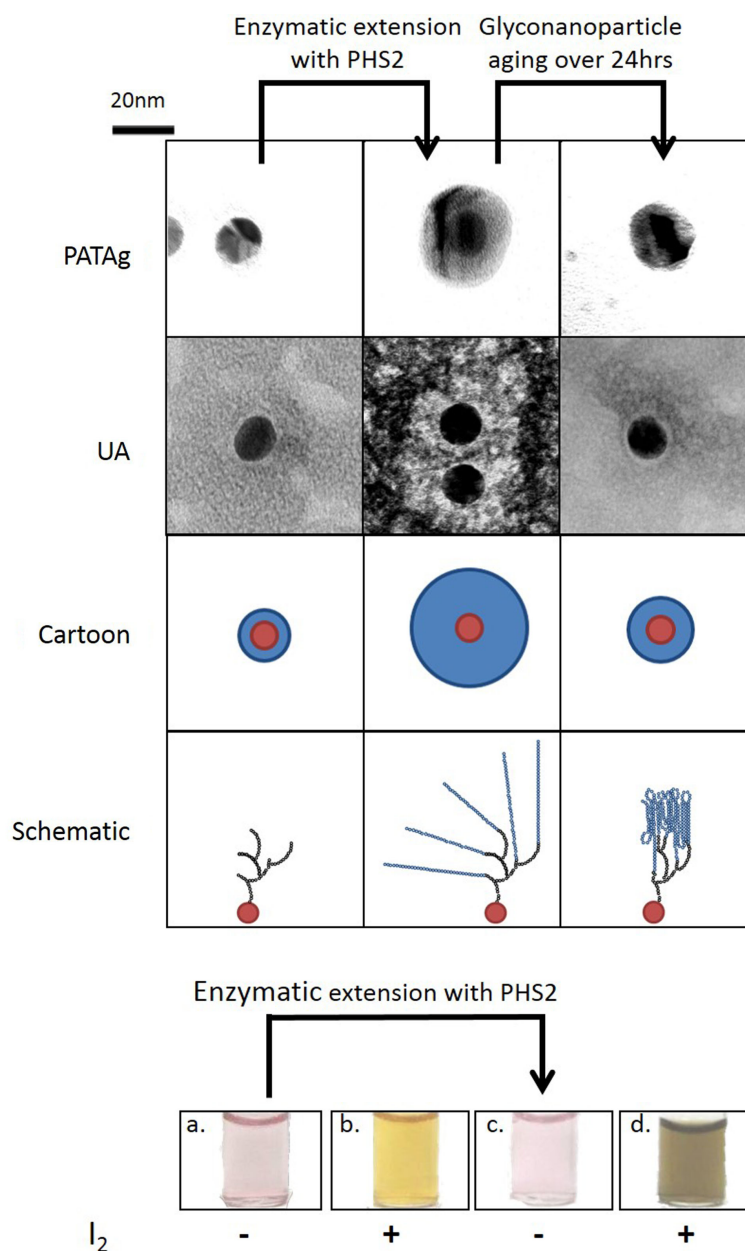 Enzymatic extension
with PHS2
Glyconanoparticle
aging over 24hrs
20nm
PATAg
UA
Cartoon
Schematic
Enzymatic extension with PHS2
a.
b.
c.
d.
I₂
-
+
-
+